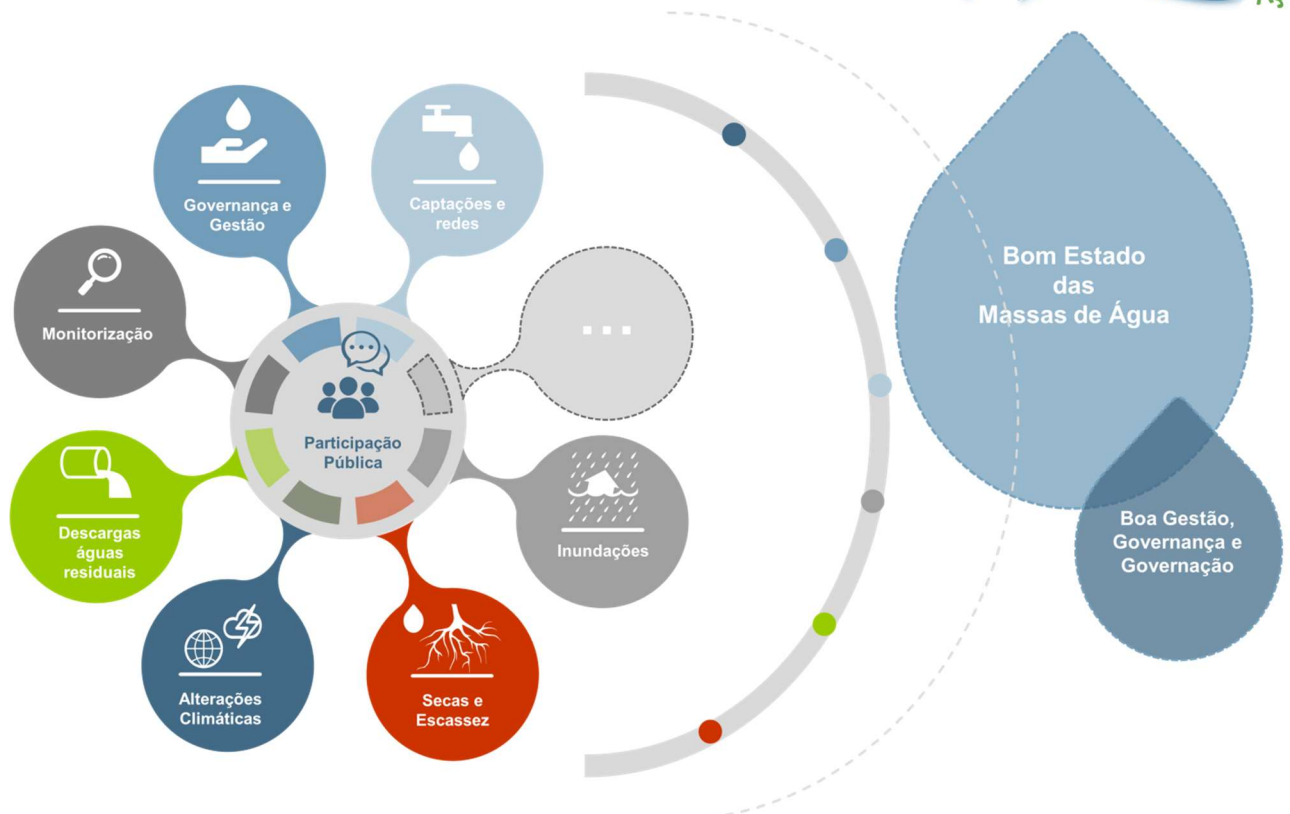 Governança e
Gestão
Captações e
redes
Monitorização
...
Participação
Pública
Descargas
águas
residuais
Inundações
Alterações
Climáticas
Secas e
Escassez
Bom Estado
das
Massas de Água
Boa Gestão,
Governança e
Governação